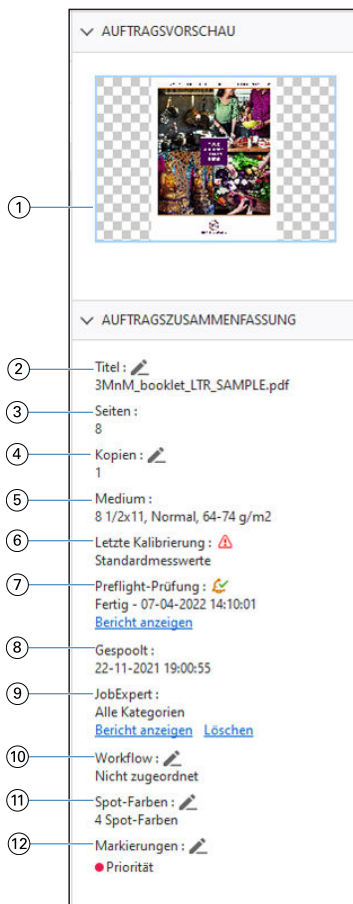 AUFTRAGSVORSCHAU
1
AUFTRAGSZUSAMMENFASSUNG
2 Titel :
3MnM_booklet_LTR_SAMPLE.pdf
3 Seiten :
8
4 Kopien :
1
5 Medium :
8 1/2x11, Normal, 64-74 g/m2
6 Letzte Kalibrierung :
Standardmesswerte
7 Preflight-Prüfung :
Fertig - 07-04-2022 14:10:01
Bericht anzeigen
8 Gespoolt :
22-11-2021 19:00:55
9 JobExpert :
Alle Kategorien
Bericht anzeigen Löschen
10 Workflow :
Nicht zugeordnet
11 Spot-Farben :
4 Spot-Farben
12 Markierungen :
Priorität